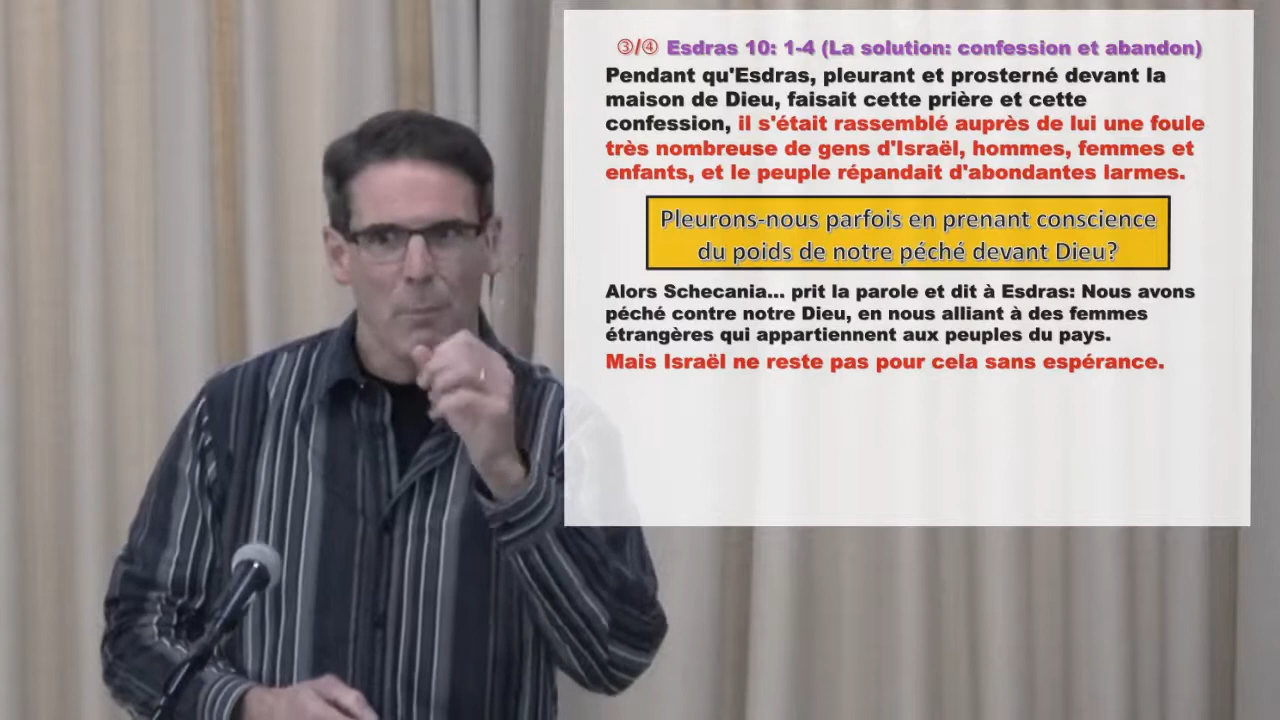 ③/④ Esdras 10: 1-4 (La solution: confession et abandon)
Pendant qu'Esdras, pleurant et prosterné devant la
maison de Dieu, faisait cette prière et cette
confession, il s'était rassemblé auprès de lui une foule
très nombreuse de gens d'Israël, hommes, femmes et
enfants, et le peuple répandait d'abondantes larmes.
Pleurons-nous parfois en prenant conscience
du poids de notre péché devant Dieu?
Alors Schecania... prit la parole et dit à Esdras: Nous avons
péché contre notre Dieu, en nous alliant à des femmes
étrangères qui appartiennent aux peuples du pays.
Mais Israël ne reste pas pour cela sans espérance.